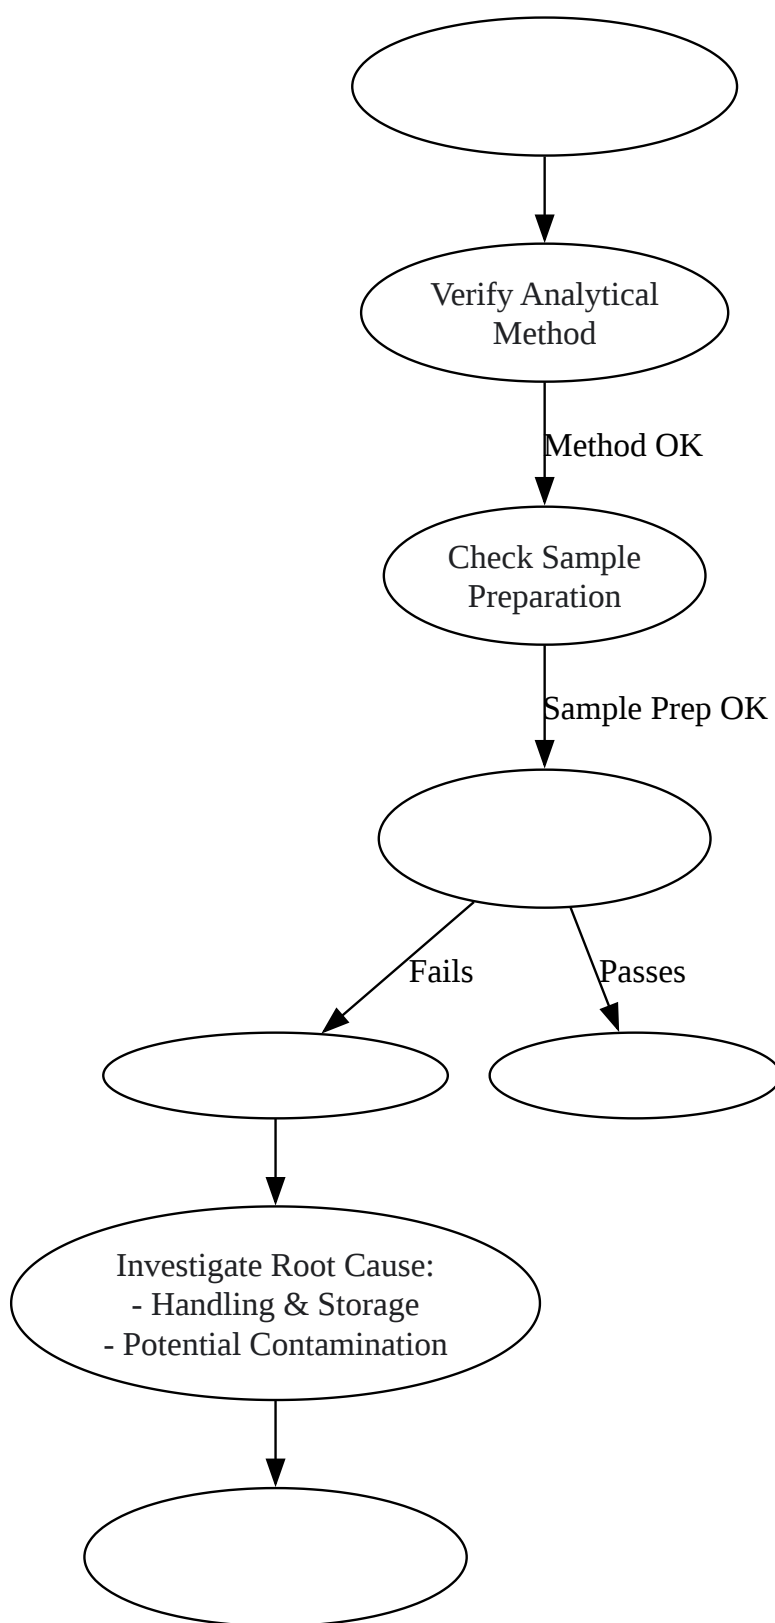 Verify Analytical
Method
Method OK
Check Sample
Preparation
Sample Prep OK
Fails
Passes
Investigate Root Cause:
- Handling & Storage
- Potential Contamination